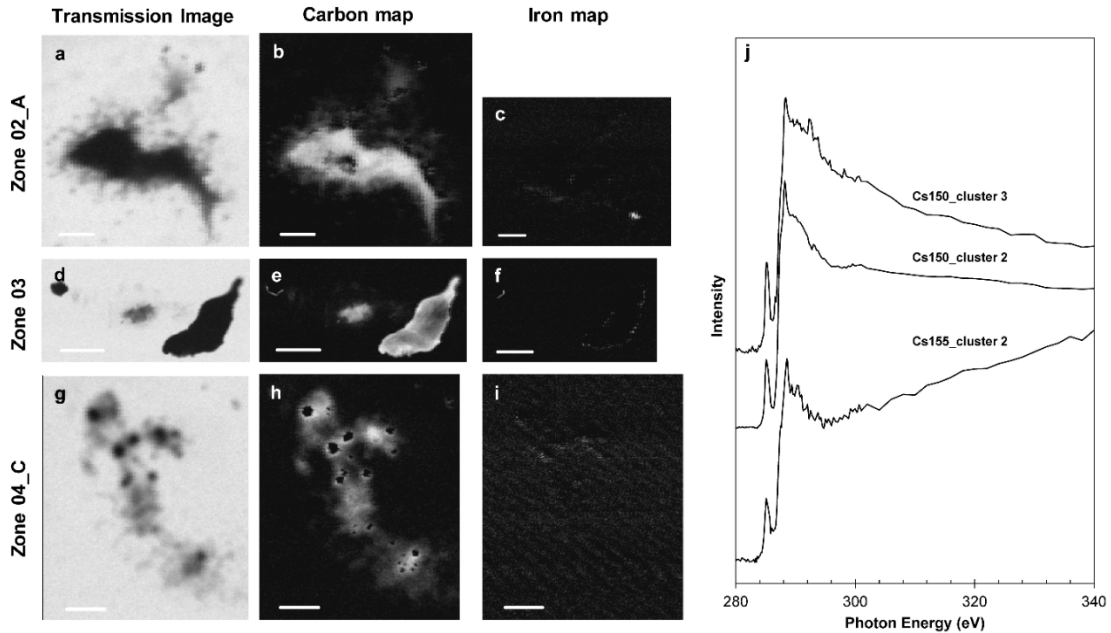 Transmission Image Carbon map Iron map
Zone 02_A
a
b
c
Zone 03
d
e
f
Zone 04_C
g
h
i
j
Intensity
Cs150_cluster 3
Cs150_cluster 2
Cs155_cluster 2
280 300 320 340
Photon Energy (eV)